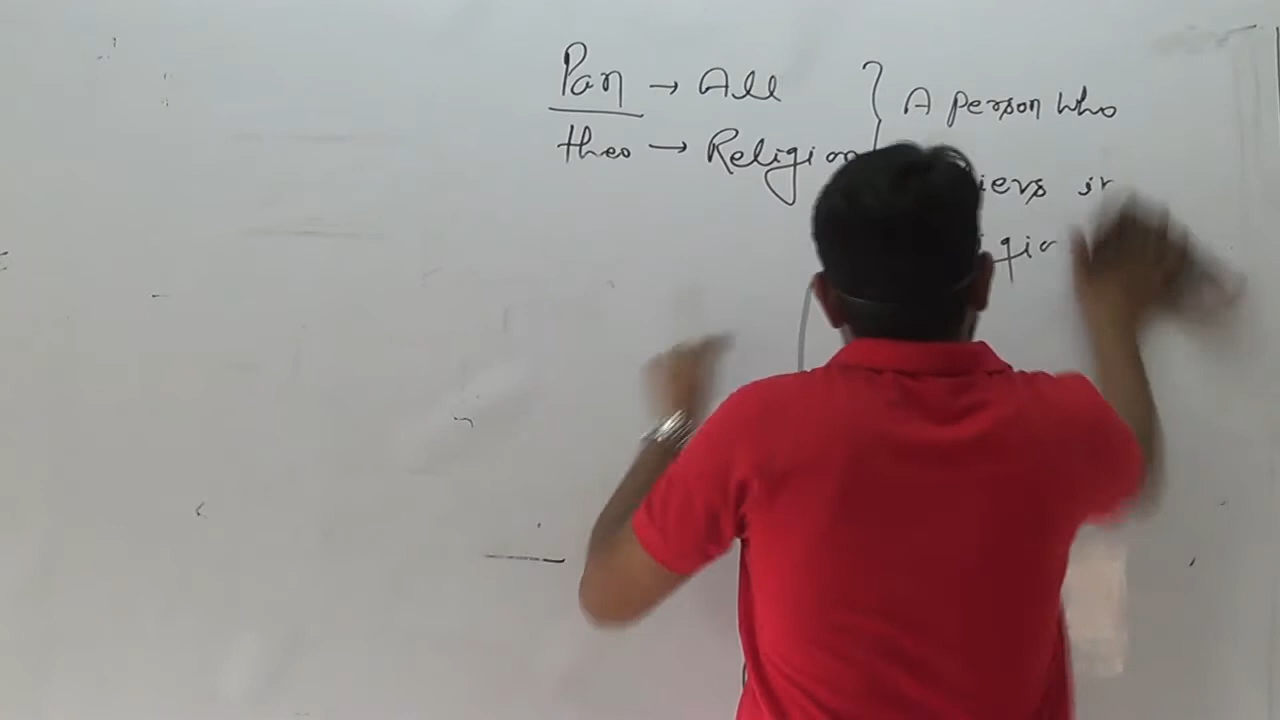 Pan → All
theo → Religion
} A person who